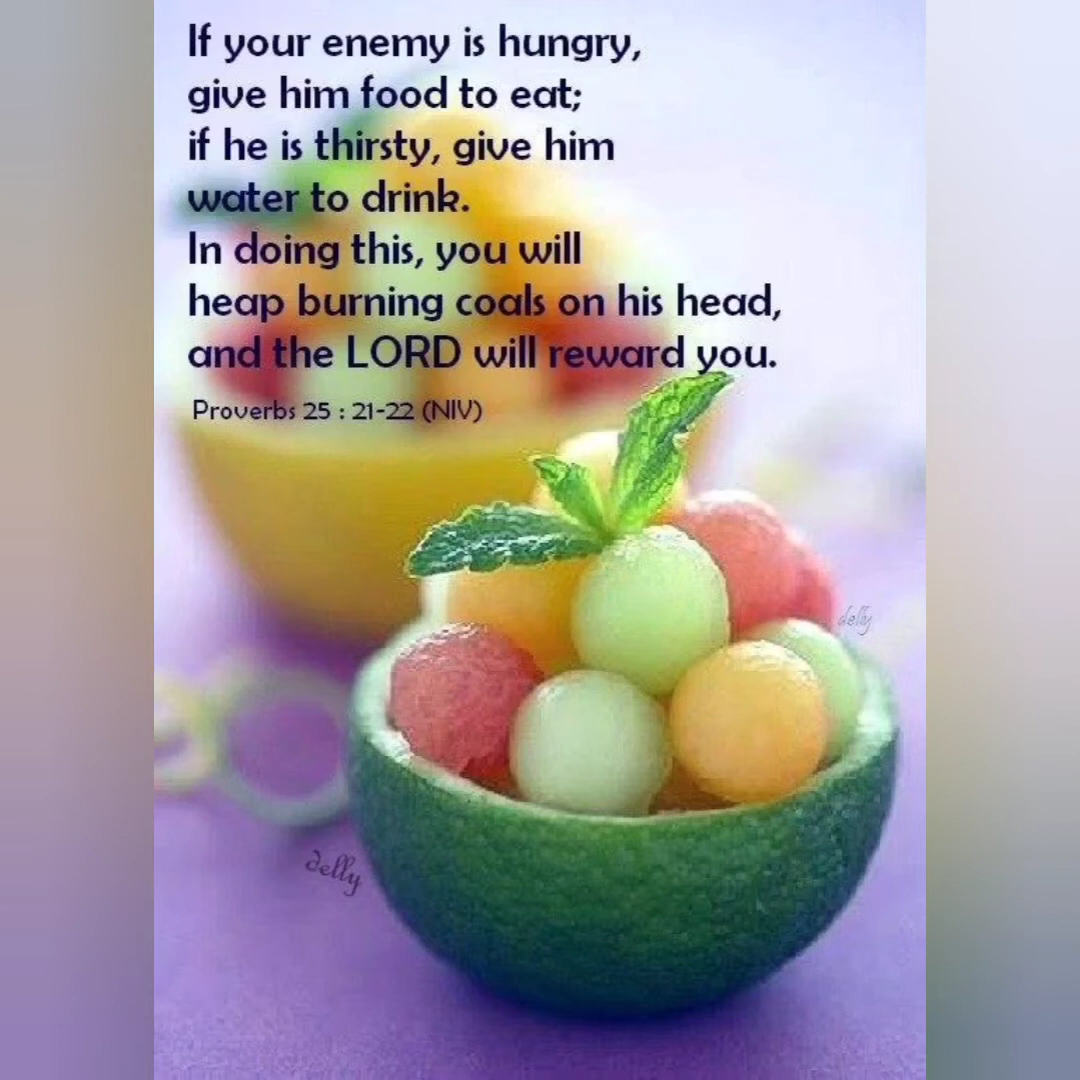 If your enemy is hungry,
give him food to eat;
if he is thirsty, give him
water to drink.
In doing this, you will
heap burning coals on his head,
and the LORD will reward you.
Proverbs 25 : 21-22 (NIV)
delly
delly